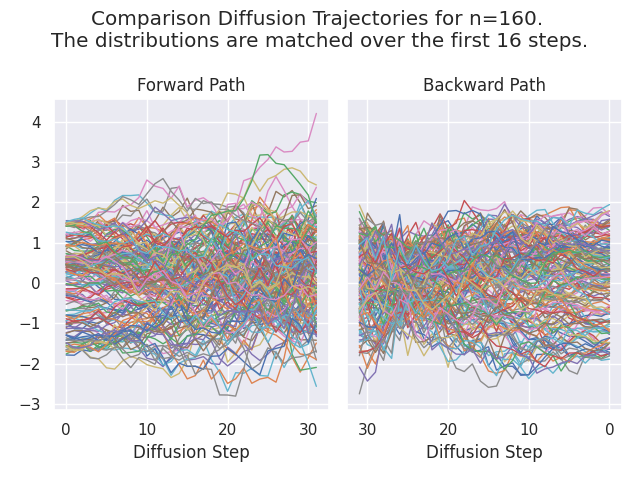 Comparison Diffusion Trajectories for n=160.
The distributions are matched over the first 16 steps.
Forward Path
Backward Path
4
3
2
1
0
−1
−2
−3
0 10 20 30
30 20 10 0
Diffusion Step
Diffusion Step